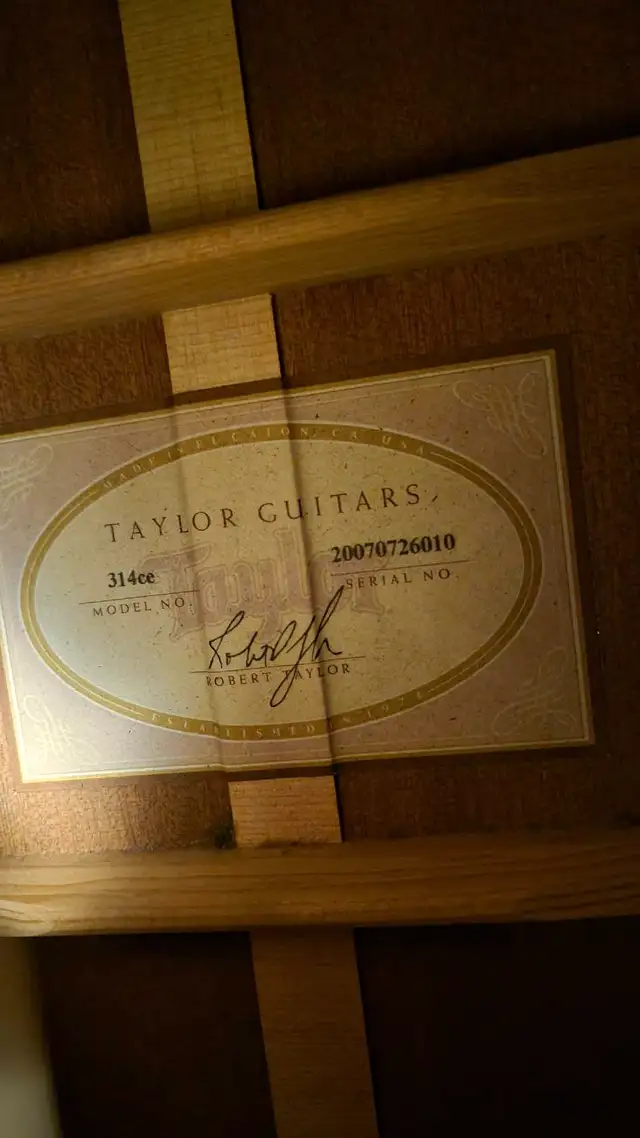 MADE IN EL CAJON • CA USA
TAYLOR GUITARS
314ce
20070726010
MODEL NO.
SERIAL NO.
Taylor
ROBERT TAYLOR
ESTABLISHED IN 1974